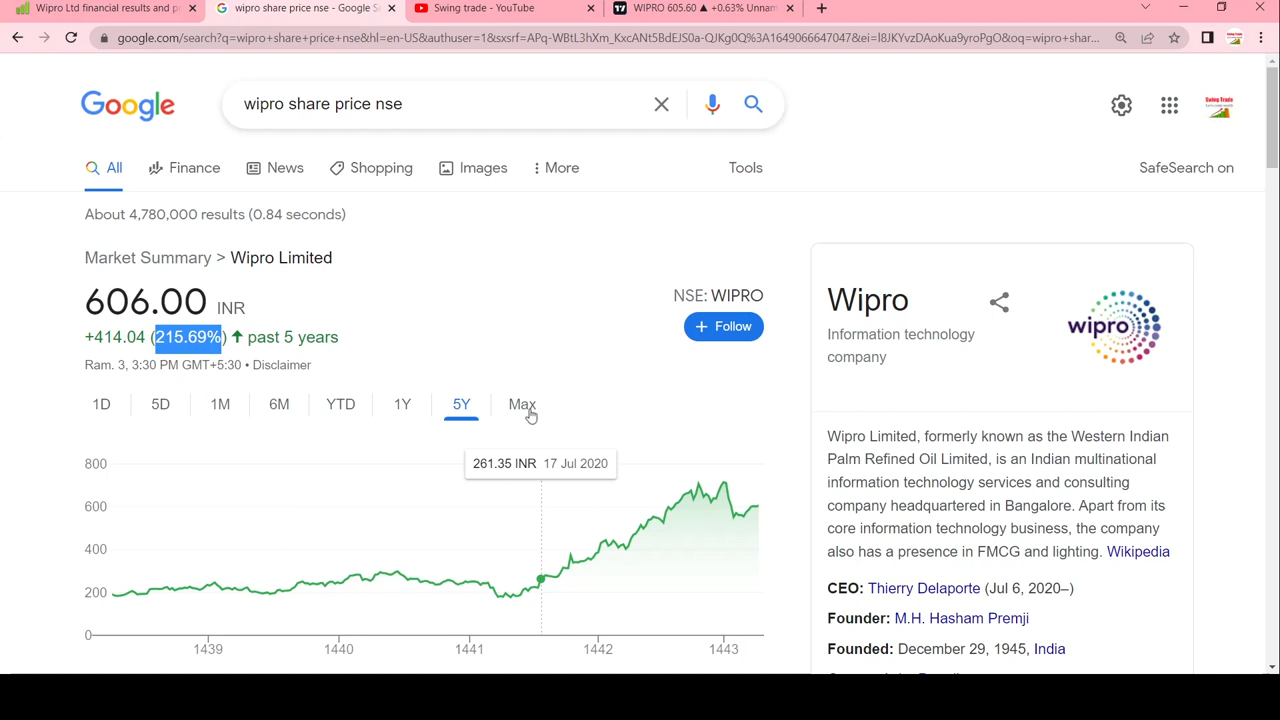 Wipro Ltd financial results and p
wipro share price nse - Google S
Swing trade - YouTube
WIPRO 605.60 ▲ +0.63% Unnam
google.com/search?q=wipro+share+price+nse&hl=en-US&authuser=1&sxsrf=APq-WBtL3hXm_KxcANt5BdEJS0a-QJKg0Q%3A1649066647047&ei=l8JKYvzDAoKua9yroPgO&oq=wipro+shar...
Google
wipro share price nse
Swing Trade
All
Finance
News
Shopping
Images
More
Tools
SafeSearch on
About 4,780,000 results (0.84 seconds)
Market Summary > Wipro Limited
606.00 INR
+414.04 (215.69%) ↑ past 5 years
Ram. 3, 3:30 PM GMT+5:30 • Disclaimer
NSE: WIPRO
+ Follow
1D 5D 1M 6M YTD 1Y 5Y Max
261.35 INR 17 Jul 2020
800
600
400
200
0
1439 1440 1441 1442 1443
Wipro
Information technology
company
wipro
Wipro Limited, formerly known as the Western Indian
Palm Refined Oil Limited, is an Indian multinational
information technology services and consulting
company headquartered in Bangalore. Apart from its
core information technology business, the company
also has a presence in FMCG and lighting. Wikipedia
CEO: Thierry Delaporte (Jul 6, 2020–)
Founder: M.H. Hasham Premji
Founded: December 29, 1945, India